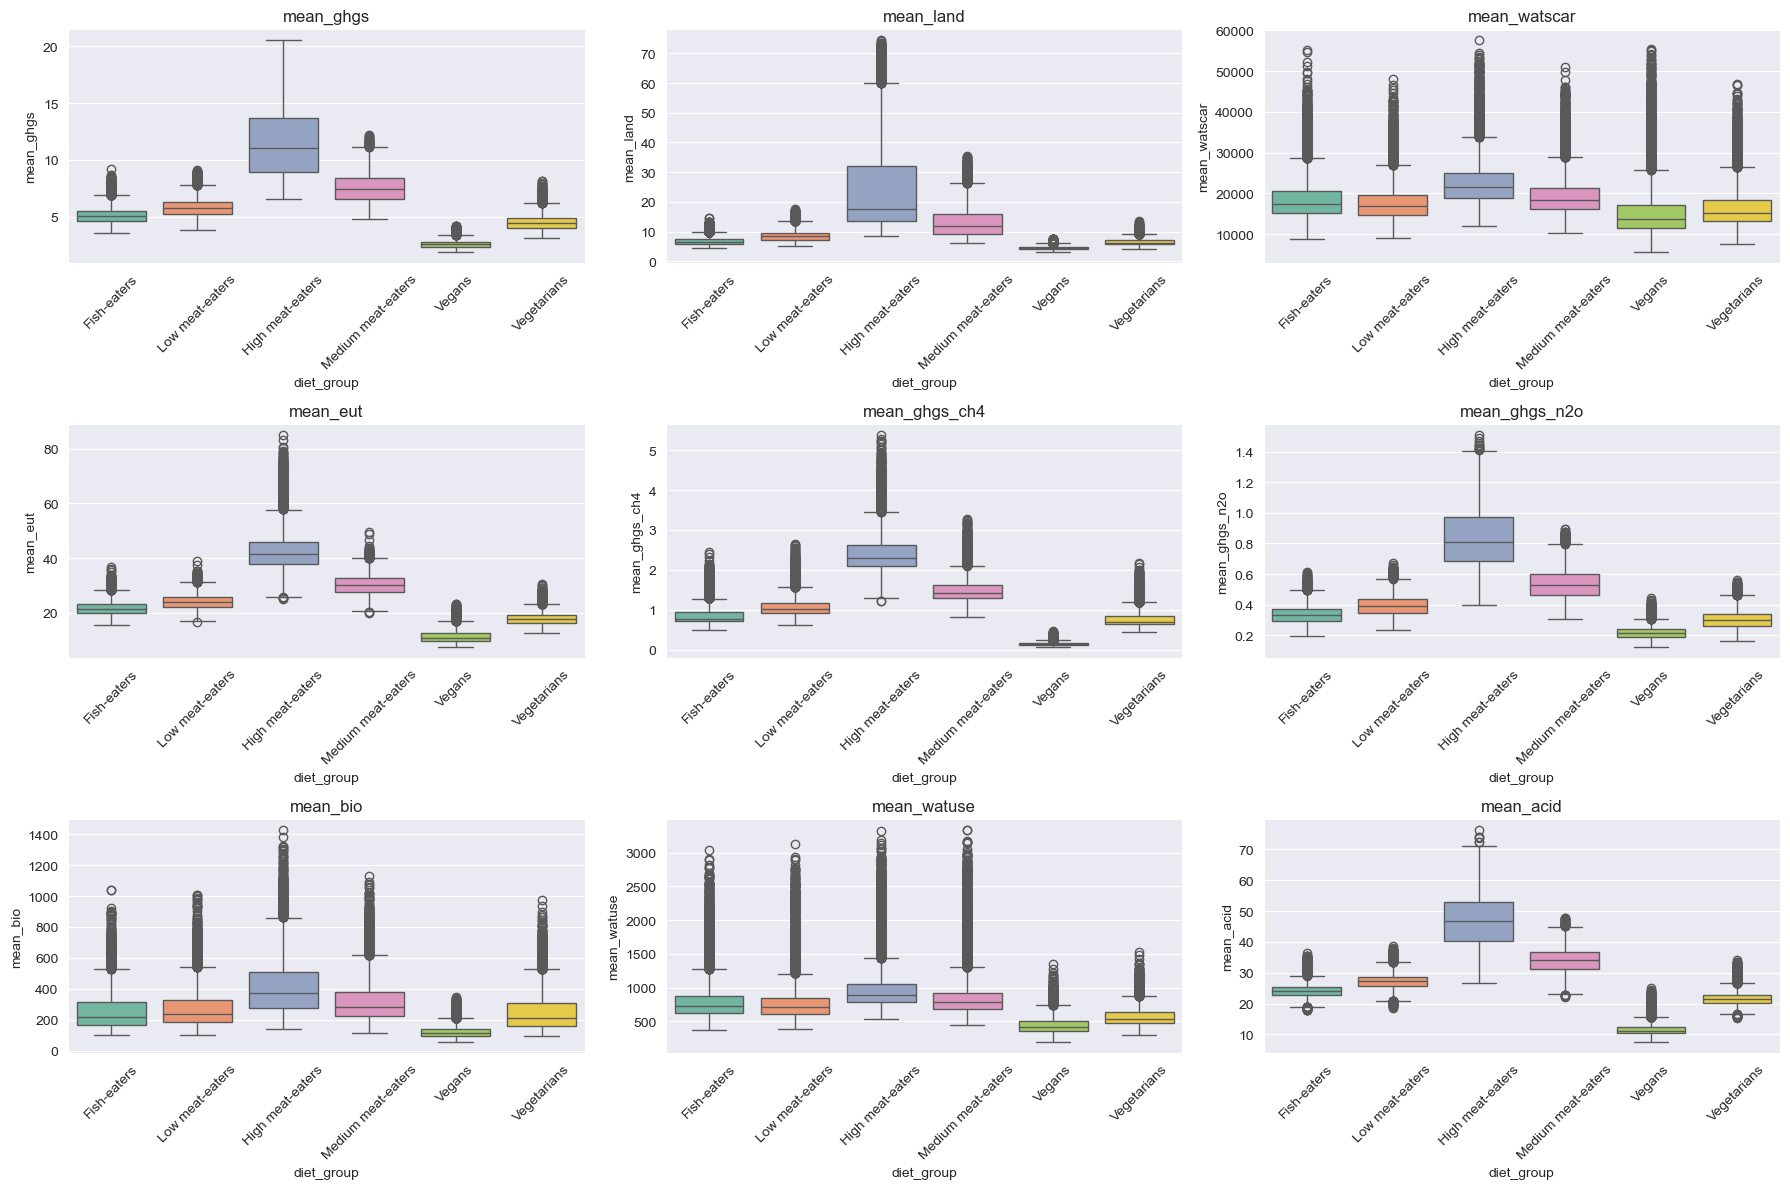 mean_ghgs
mean_ghgs
20
15
10
5
Fish-eaters
Low meat-eaters
High meat-eaters
Medium meat-eaters
Vegans
Vegetarians
diet_group
mean_land
mean_land
70
60
50
40
30
20
10
0
Fish-eaters
Low meat-eaters
High meat-eaters
Medium meat-eaters
Vegans
Vegetarians
diet_group
mean_watscar
mean_watscar
60000
50000
40000
30000
20000
10000
Fish-eaters
Low meat-eaters
High meat-eaters
Medium meat-eaters
Vegans
Vegetarians
diet_group
mean_eut
mean_eut
80
60
40
20
Fish-eaters
Low meat-eaters
High meat-eaters
Medium meat-eaters
Vegans
Vegetarians
diet_group
mean_ghgs_ch4
mean_ghgs_ch4
5
4
3
2
1
0
Fish-eaters
Low meat-eaters
High meat-eaters
Medium meat-eaters
Vegans
Vegetarians
diet_group
mean_ghgs_n2o
mean_ghgs_n2o
1.4
1.2
1.0
0.8
0.6
0.4
0.2
Fish-eaters
Low meat-eaters
High meat-eaters
Medium meat-eaters
Vegans
Vegetarians
diet_group
mean_bio
mean_bio
1400
1200
1000
800
600
400
200
0
Fish-eaters
Low meat-eaters
High meat-eaters
Medium meat-eaters
Vegans
Vegetarians
diet_group
mean_watuse
mean_watuse
3000
2500
2000
1500
1000
500
Fish-eaters
Low meat-eaters
High meat-eaters
Medium meat-eaters
Vegans
Vegetarians
diet_group
mean_acid
mean_acid
70
60
50
40
30
20
10
Fish-eaters
Low meat-eaters
High meat-eaters
Medium meat-eaters
Vegans
Vegetarians
diet_group